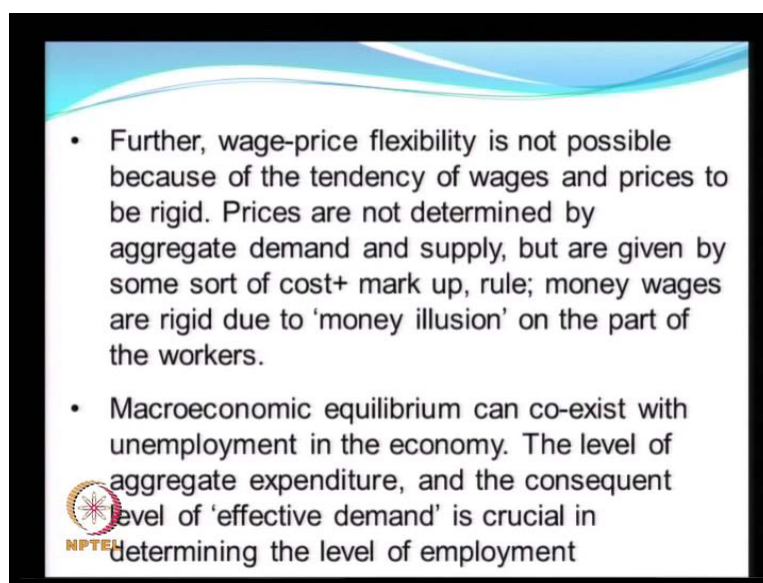 • Further, wage-price flexibility is not possible
because of the tendency of wages and prices to
be rigid. Prices are not determined by
aggregate demand and supply, but are given by
some sort of cost+ mark up, rule; money wages
are rigid due to ‘money illusion’ on the part of
the workers.
• Macroeconomic equilibrium can co-exist with
unemployment in the economy. The level of
aggregate expenditure, and the consequent
level of ‘effective demand’ is crucial in
determining the level of employment
NPTEL